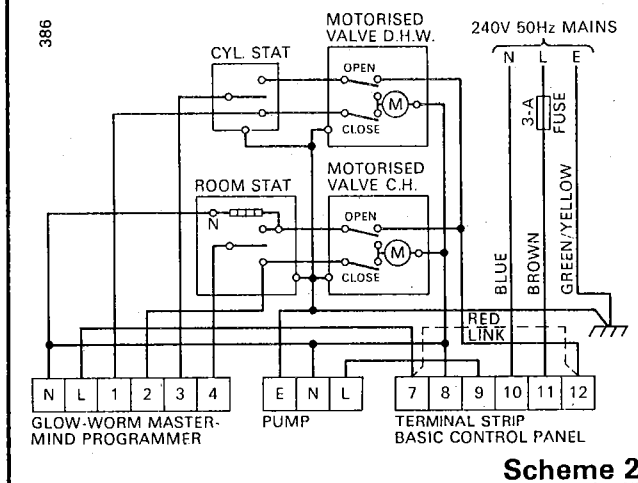 386
MOTORISED
VALVE D.H.W.
240V 50Hz MAINS
CYL. STAT
N L E
OPEN
M
CLOSE
3-A
FUSE
MOTORISED
VALVE C.H.
ROOM STAT
N
OPEN
M
CLOSE
BLUE
BROWN
GREEN/YELLOW
RED
LINK
N L 1 2 3 4
E N L
7 8 9 10 11 12
GLOW-WORM MASTER-
MIND PROGRAMMER
PUMP
TERMINAL STRIP
BASIC CONTROL PANEL
Scheme 2